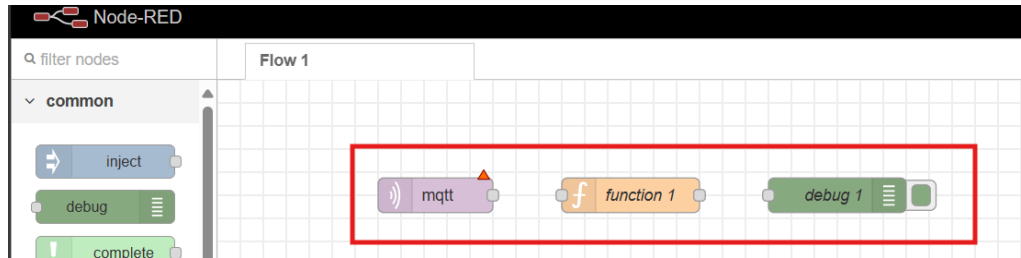 Node-RED
filter nodes
Flow 1
common
inject
mqtt
function 1
debug 1
debug
complete